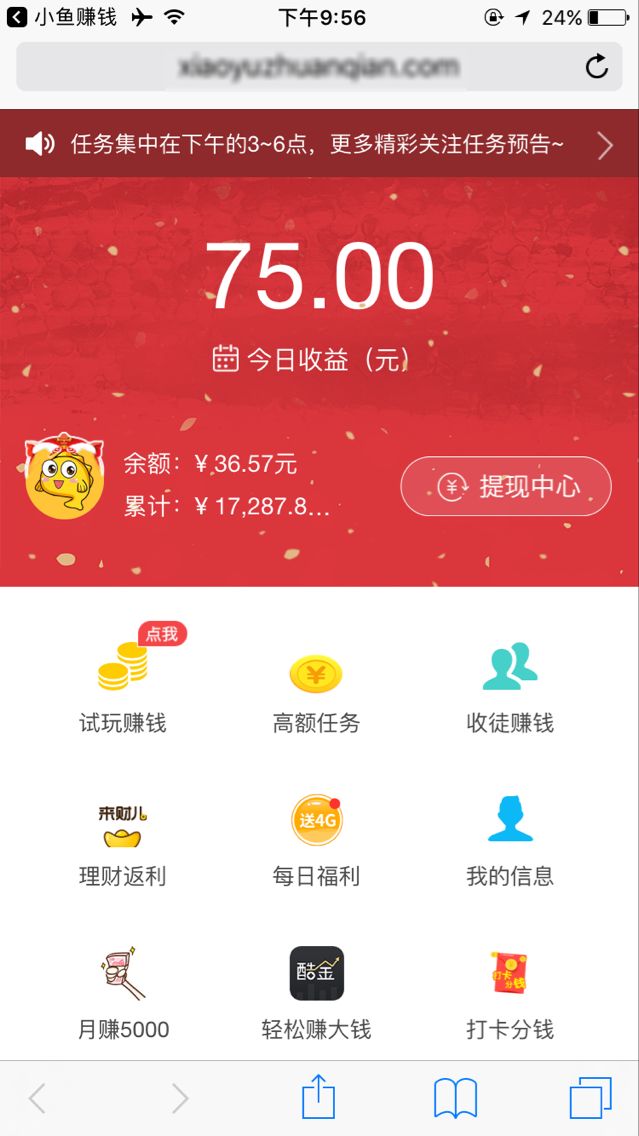 小鱼赚钱
下午9:56
24%
xiaoyuzhuanqian.com
任务集中在下午的3~6点，更多精彩关注任务预告~
75.00
今日收益（元）
余额：¥ 36.57元
累计：¥ 17,287.8...
提现中心
点我
试玩赚钱
高额任务
收徒赚钱
来财儿
送4G
理财返利
每日福利
我的信息
酷金
打卡
分钱
月赚5000
轻松赚大钱
打卡分钱